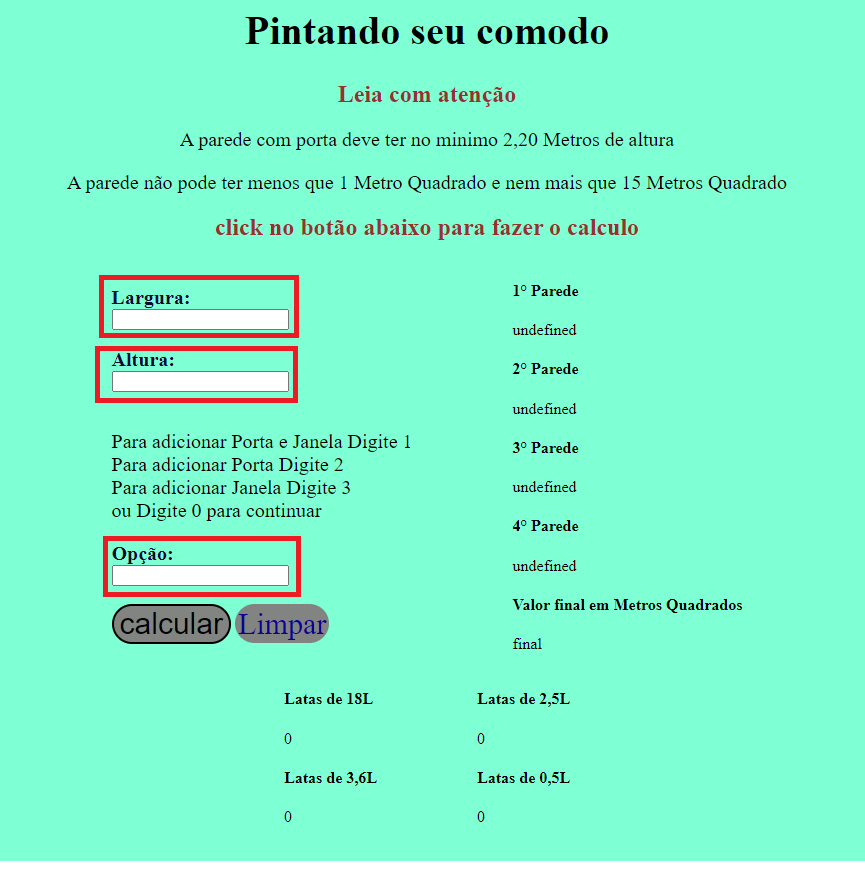 Pintando seu comodo
Leia com atenção
A parede com porta deve ter no minimo 2,20 Metros de altura
A parede não pode ter menos que 1 Metro Quadrado e nem mais que 15 Metros Quadrado
click no botão abaixo para fazer o calculo
Largura:
Altura:
Para adicionar Porta e Janela Digite 1
Para adicionar Porta Digite 2
Para adicionar Janela Digite 3
ou Digite 0 para continuar
Opção:
calcular Limpar
1° Parede
undefined
2° Parede
undefined
3° Parede
undefined
4° Parede
undefined
Valor final em Metros Quadrados
final
Latas de 18L
0
Latas de 3,6L
0
Latas de 2,5L
0
Latas de 0,5L
0